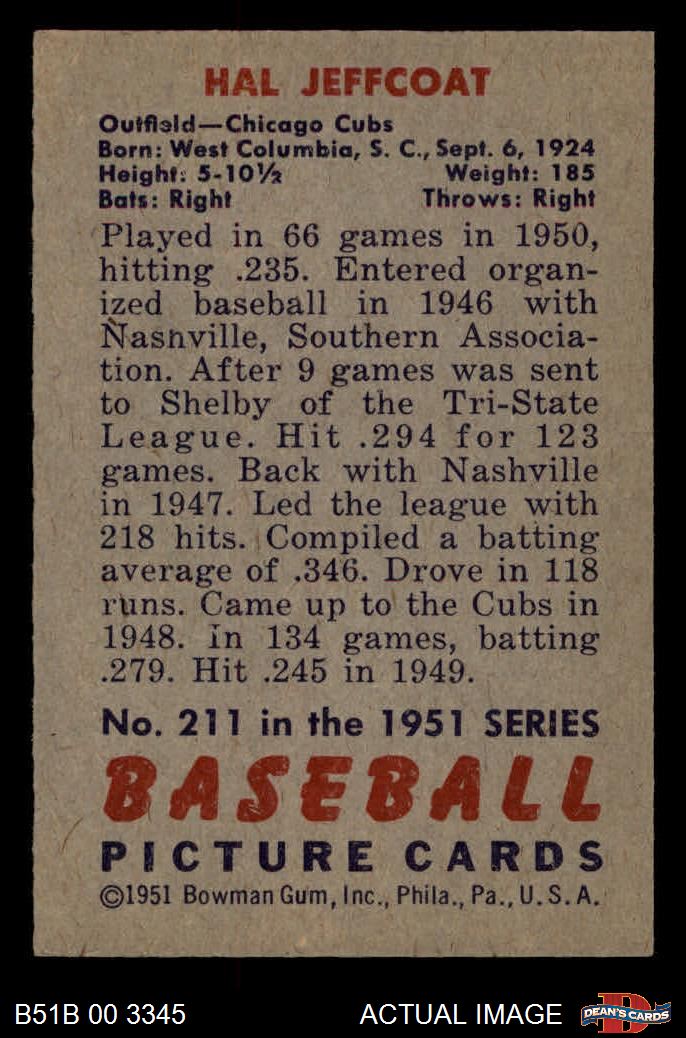 HAL JEFFCOAT
Outfield—Chicago Cubs
Born: West Columbia, S. C., Sept. 6, 1924
Height: 5-10½ Weight: 185
Bats: Right Throws: Right
Played in 66 games in 1950,
hitting .235. Entered organ-
ized baseball in 1946 with
Nashville, Southern Associa-
tion. After 9 games was sent
to Shelby of the Tri-State
League. Hit .294 for 123
games. Back with Nashville
in 1947. Led the league with
218 hits. Compiled a batting
average of .346. Drove in 118
runs. Came up to the Cubs in
1948. In 134 games, batting
.279. Hit .245 in 1949.
No. 211 in the 1951 SERIES
BASEBALL
PICTURE CARDS
©1951 Bowman Gum, Inc., Phila., Pa., U. S. A.
B51B 00 3345 ACTUAL IMAGE D DEAN'S CARDS